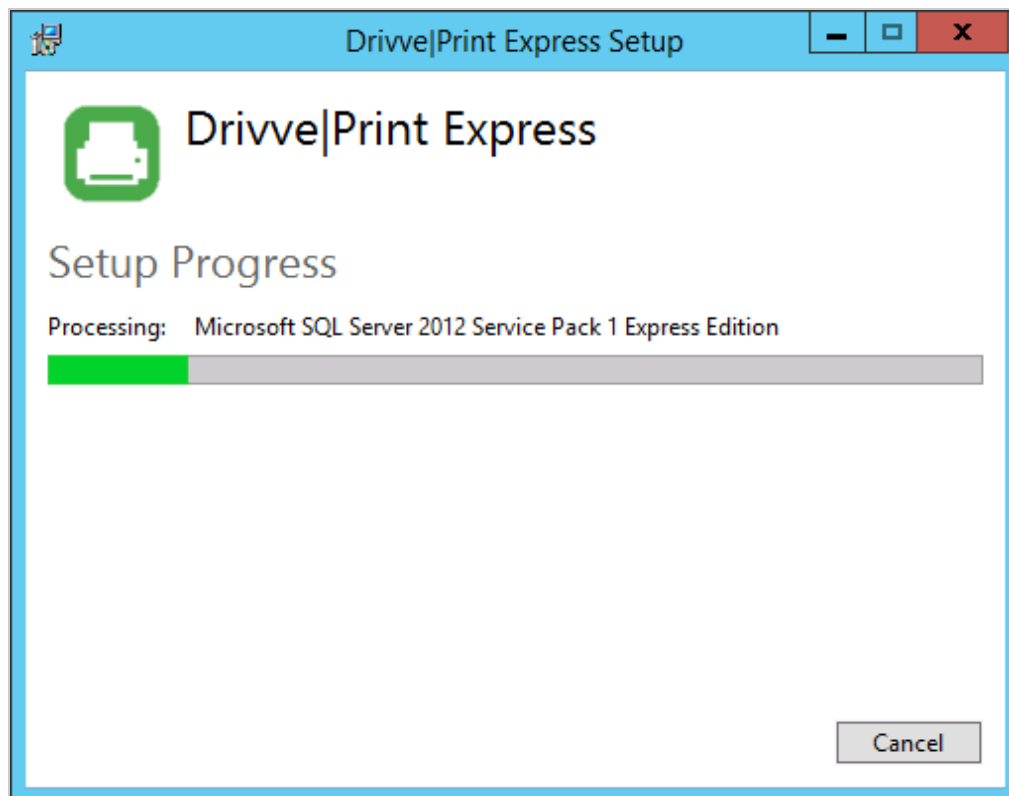 Drivve|Print Express Setup
Drivve|Print Express
Setup Progress
Processing: Microsoft SQL Server 2012 Service Pack 1 Express Edition
Cancel